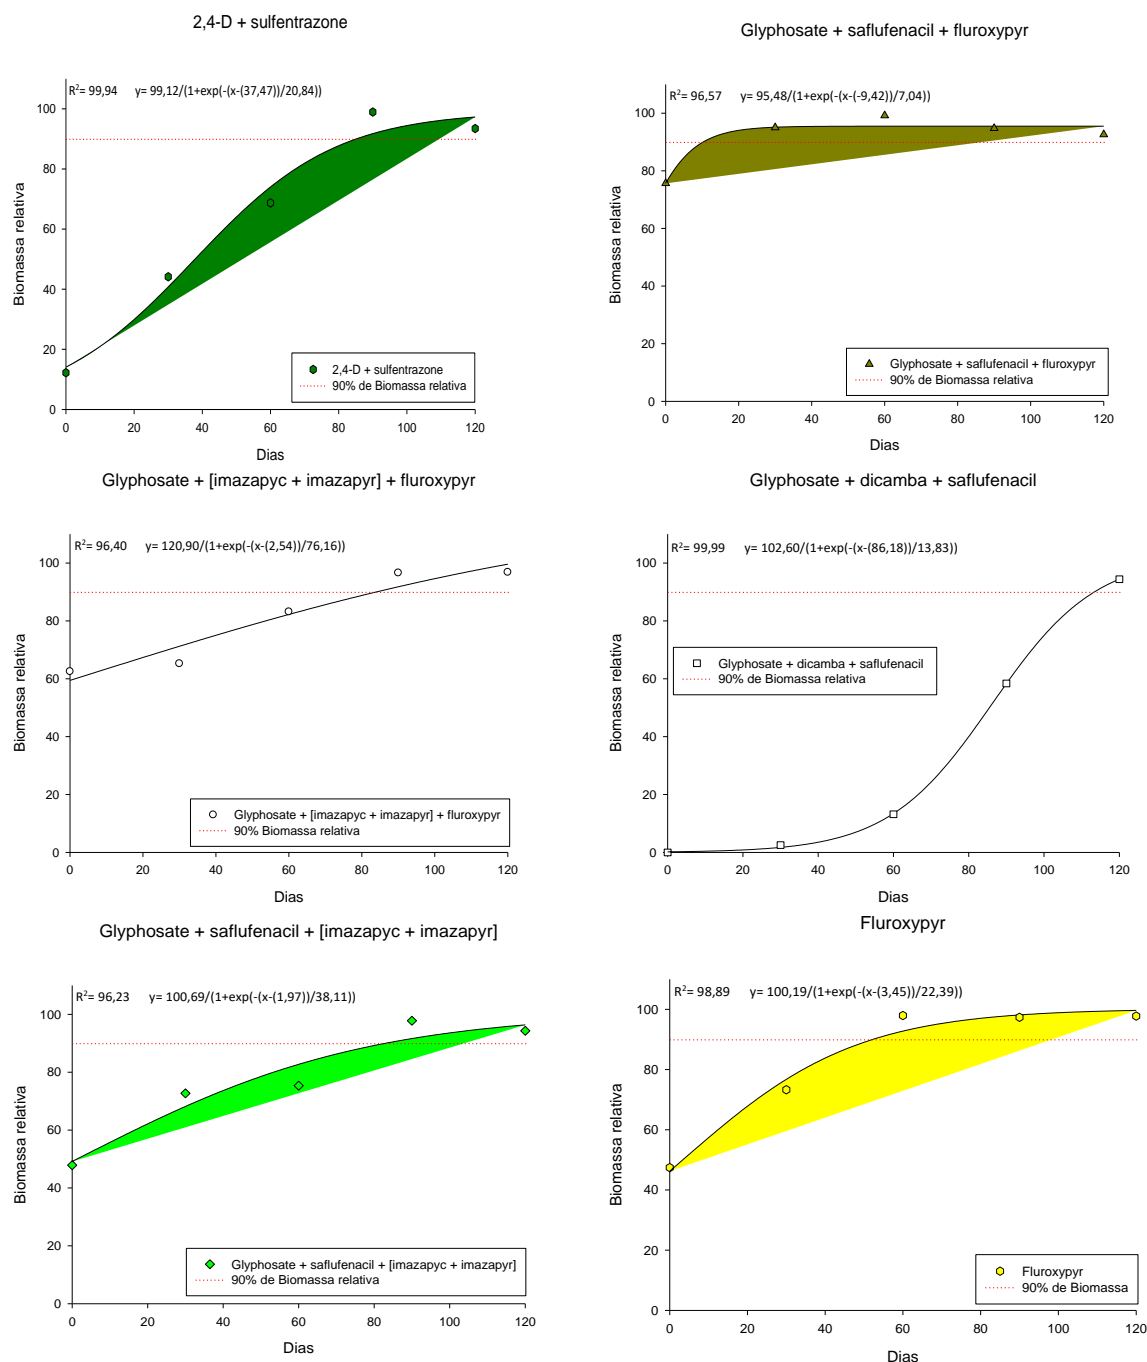 2,4-D + sulfentrazone
R²= 99,94 y= 99,12/(1+exp(-(x-(37,47))/20,84))
Biomassa relativa
100
80
60
40
20
0
2,4-D + sulfentrazone
90% de Biomassa relativa
0 20 40 60 80 100 120
Dias
Glyphosate + saflufenacil + fluroxypyr
R²= 96,57 y= 95,48/(1+exp(-(x-(-9,42))/7,04))
Biomassa relativa
100
80
60
40
20
0
Glyphosate + saflufenacil + fluroxypyr
90% de Biomassa relativa
0 20 40 60 80 100 120
Dias
Glyphosate + [imazapyc + imazapyr] + fluroxypyr
R²= 96,40 y= 120,90/(1+exp(-(x-(2,54))/76,16))
Biomassa relativa
100
80
60
40
20
0
Glyphosate + [imazapyc + imazapyr] + fluroxypyr
90% Biomassa relativa
0 20 40 60 80 100 120
Dias
Glyphosate + dicamba + saflufenacil
R²= 99,99 y= 102,60/(1+exp(-(x-(86,18))/13,83))
Biomassa relativa
100
80
60
40
20
0
Glyphosate + dicamba + saflufenacil
90% de Biomassa relativa
0 20 40 60 80 100 120
Dias
Glyphosate + saflufenacil + [imazapyc + imazapyr]
R²= 96,23 y= 100,69/(1+exp(-(x-(1,97))/38,11))
Biomassa relativa
100
80
60
40
20
0
Glyphosate + saflufenacil + [imazapyc + imazapyr]
90% de Biomassa relativa
0 20 40 60 80 100 120
Dias
Fluroxypyr
R²= 98,89 y= 100,19/(1+exp(-(x-(3,45))/22,39))
Biomassa relativa
100
80
60
40
20
0
Fluroxypyr
90% de Biomassa
0 20 40 60 80 100 120
Dias